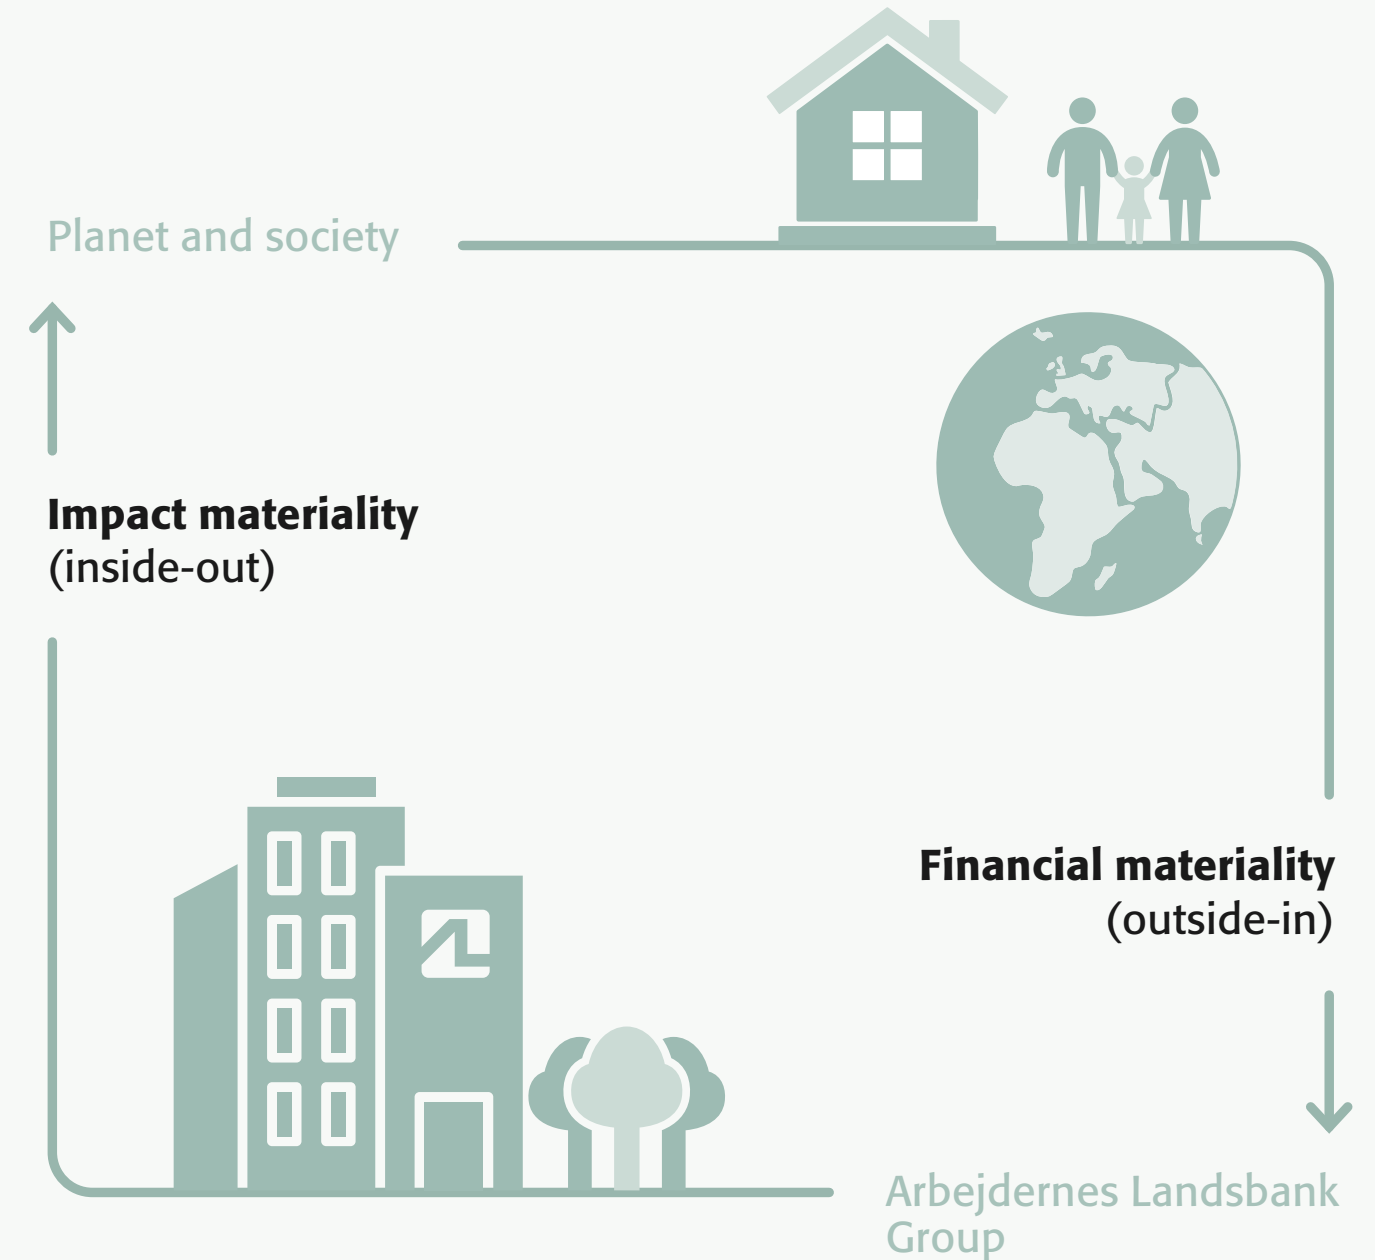 Planet and society
Impact materiality
(inside-out)
Financial materiality
(outside-in)
Arbejdernes Landsbank
Group